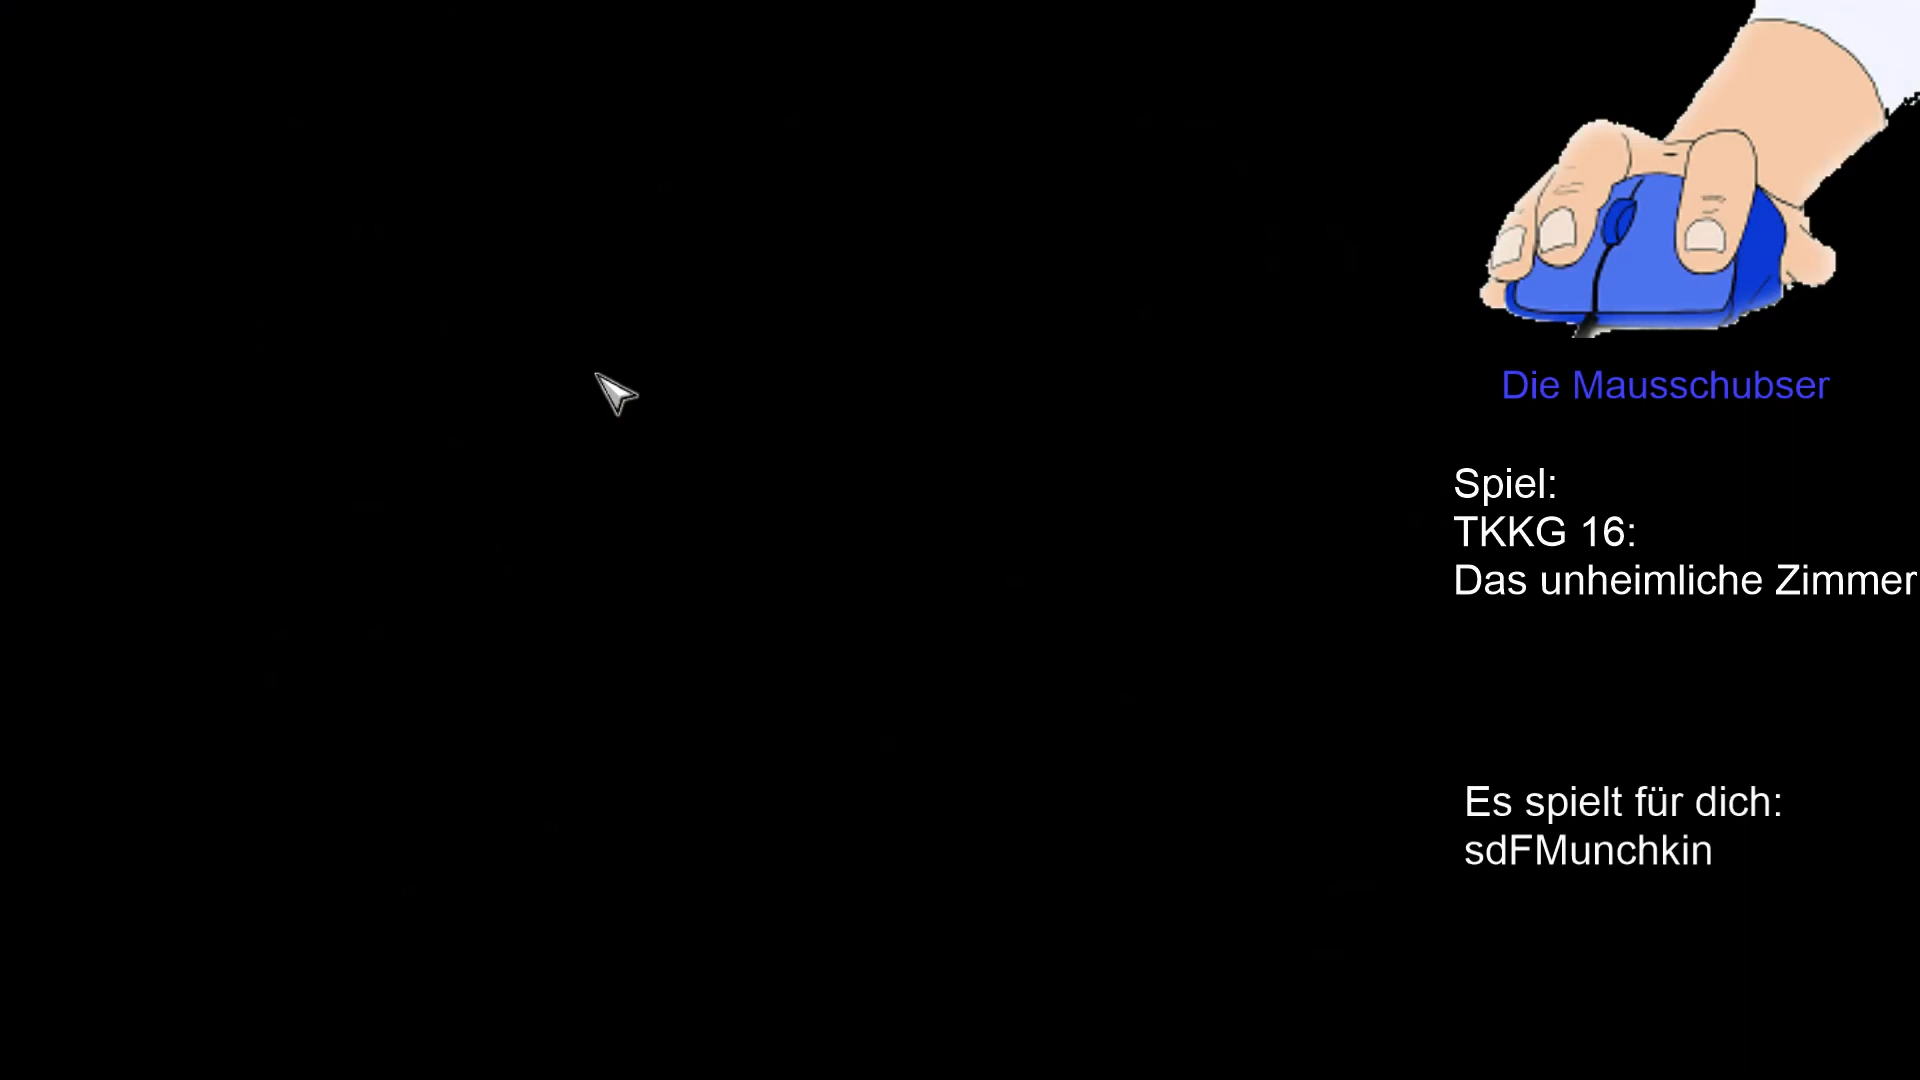 Die Mausschubser
Spiel:
TKKG 16:
Das unheimliche Zimmer
Es spielt für dich:
sdFMunchkin